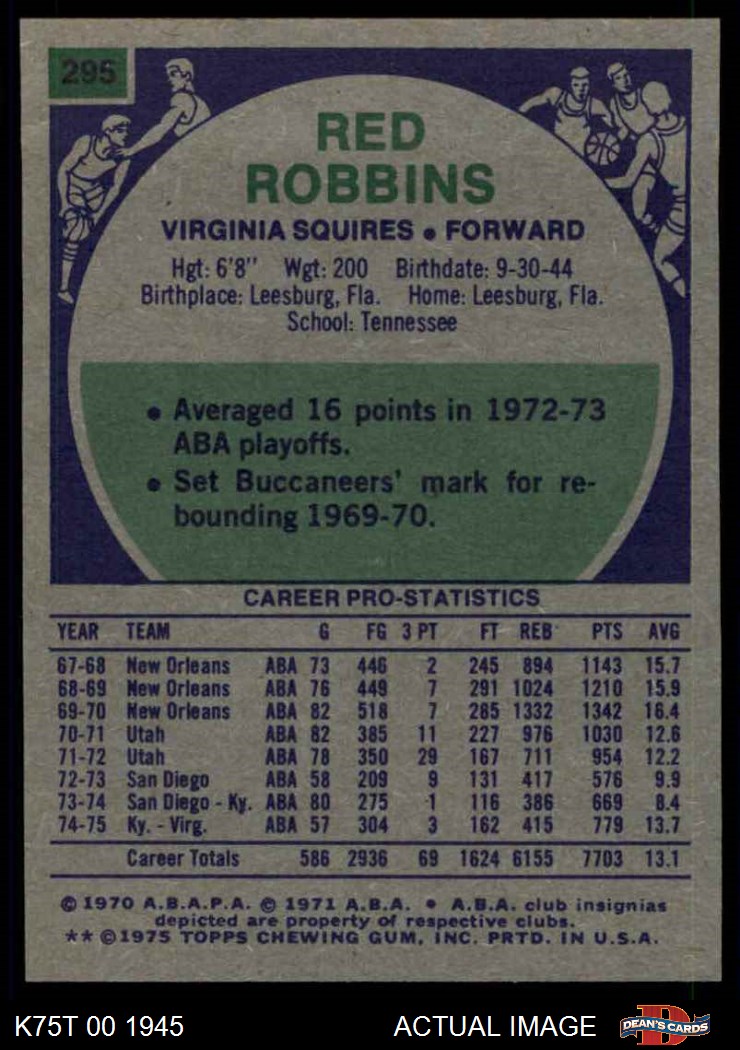 295
RED
ROBBINS
VIRGINIA SQUIRES • FORWARD
Hgt: 6'8" Wgt: 200 Birthdate: 9-30-44
Birthplace: Leesburg, Fla. Home: Leesburg, Fla.
School: Tennessee
• Averaged 16 points in 1972-73
ABA playoffs.
• Set Buccaneers' mark for re-
bounding 1969-70.
CAREER PRO-STATISTICS
YEAR TEAM G FG 3 PT FT REB PTS AVG
67-68 New Orleans ABA 73 446 2 245 894 1143 15.7
68-69 New Orleans ABA 76 449 7 291 1024 1210 15.9
69-70 New Orleans ABA 82 518 7 285 1332 1342 16.4
70-71 Utah ABA 82 385 11 227 976 1030 12.6
71-72 Utah ABA 78 350 29 167 711 954 12.2
72-73 San Diego ABA 58 209 9 131 417 576 9.9
73-74 San Diego - Ky. ABA 80 275 1 116 386 669 8.4
74-75 Ky. - Virg. ABA 57 304 3 162 415 779 13.7
Career Totals 586 2936 69 1624 6155 7703 13.1
© 1970 A.B.A.P.A. © 1971 A.B.A. • A.B.A. club insignias
depicted are property of respective clubs.
** © 1975 TOPPS CHEWING GUM, INC. PRTD. IN U.S.A.
K75T 00 1945 ACTUAL IMAGE D DEAN'S CARDS